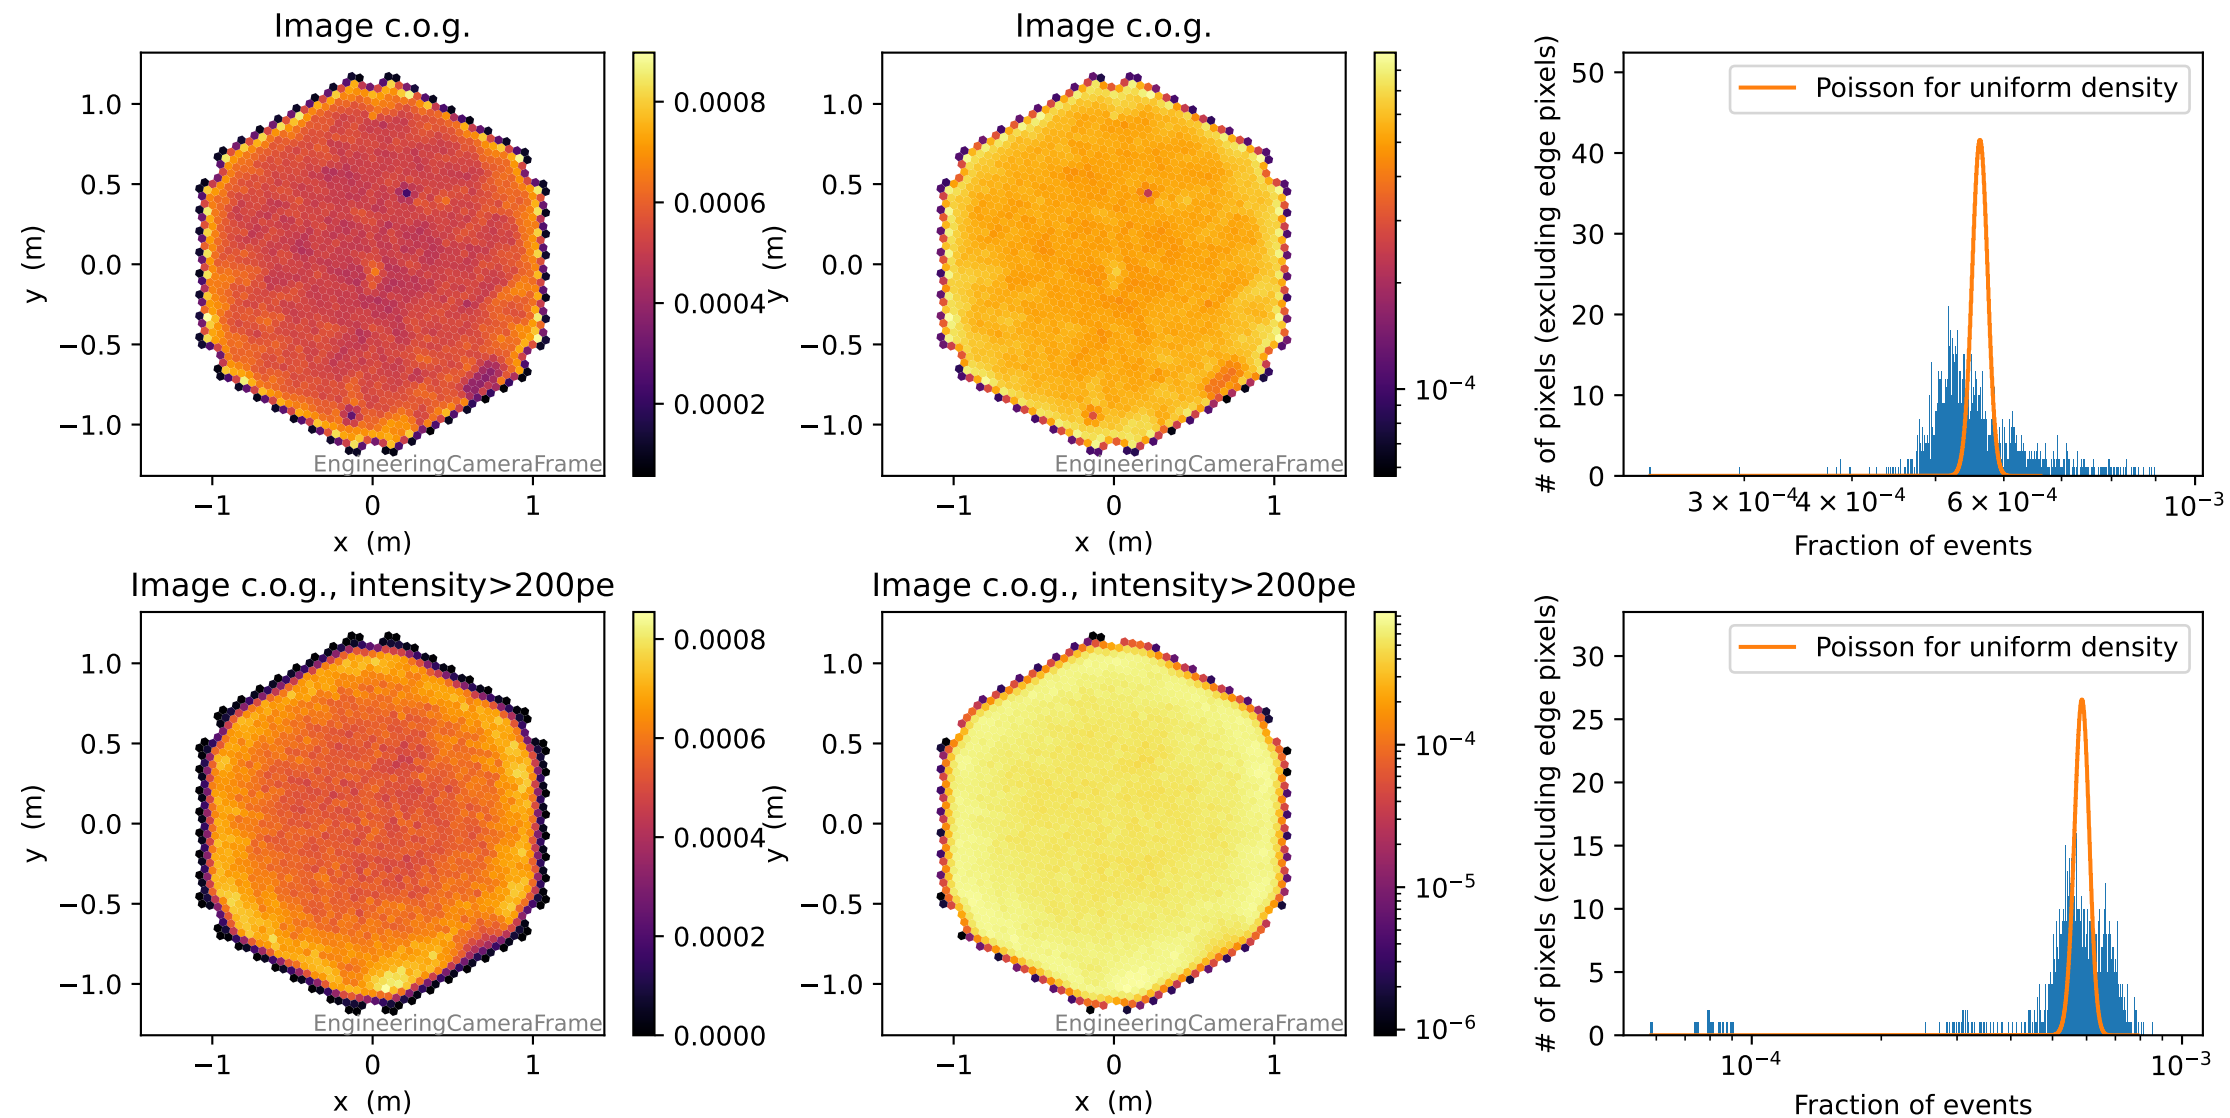 Image c.o.g.
Image c.o.g.
1.0
0.5
0.0
−0.5
−1.0
y (m)
−1
0
1
x (m)
EngineeringCameraFrame
0.0008
0.0006
0.0004
0.0002
1.0
0.5
0.0
−0.5
−1.0
y (m)
−1
0
1
x (m)
EngineeringCameraFrame
10⁻⁴
50
40
30
20
10
0
# of pixels (excluding edge pixels)
Poisson for uniform density
3 × 10⁻⁴
4 × 10⁻⁴
6 × 10⁻⁴
10⁻³
Fraction of events
Image c.o.g., intensity>200pe
Image c.o.g., intensity>200pe
1.0
0.5
0.0
−0.5
−1.0
y (m)
−1
0
1
x (m)
EngineeringCameraFrame
0.0008
0.0006
0.0004
0.0002
0.0000
1.0
0.5
0.0
−0.5
−1.0
y (m)
−1
0
1
x (m)
EngineeringCameraFrame
10⁻⁴
10⁻⁵
10⁻⁶
30
25
20
15
10
5
0
# of pixels (excluding edge pixels)
Poisson for uniform density
10⁻⁴
10⁻³
Fraction of events